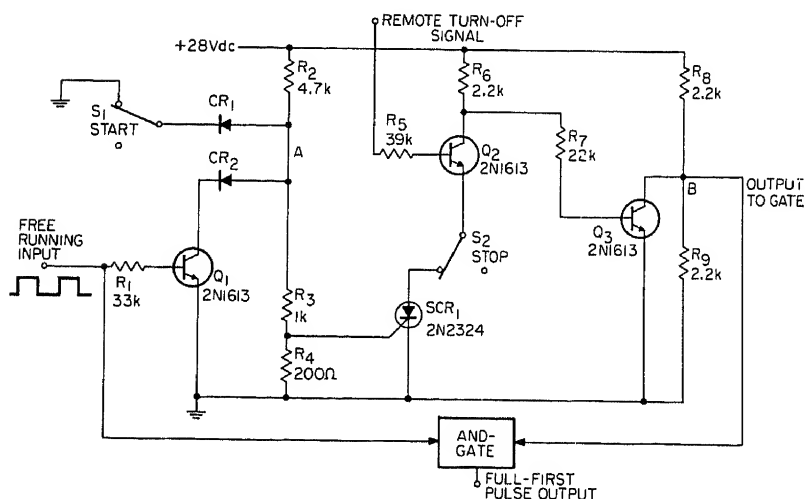 REMOTE TURN-OFF
SIGNAL
+28Vdc
R2
4.7k
R6
2.2k
R8
2.2k
S1
START
CR1
A
R5
39k
Q2
2N1613
R7
22k
CR2
B
OUTPUT
TO GATE
FREE
RUNNING
INPUT
S2
STOP
Q3
2N1613
R1
33k
Q1
2N1613
R9
2.2k
R3
1k
SCR1
2N2324
R4
200Ω
AND-
GATE
FULL-FIRST
PULSE OUTPUT